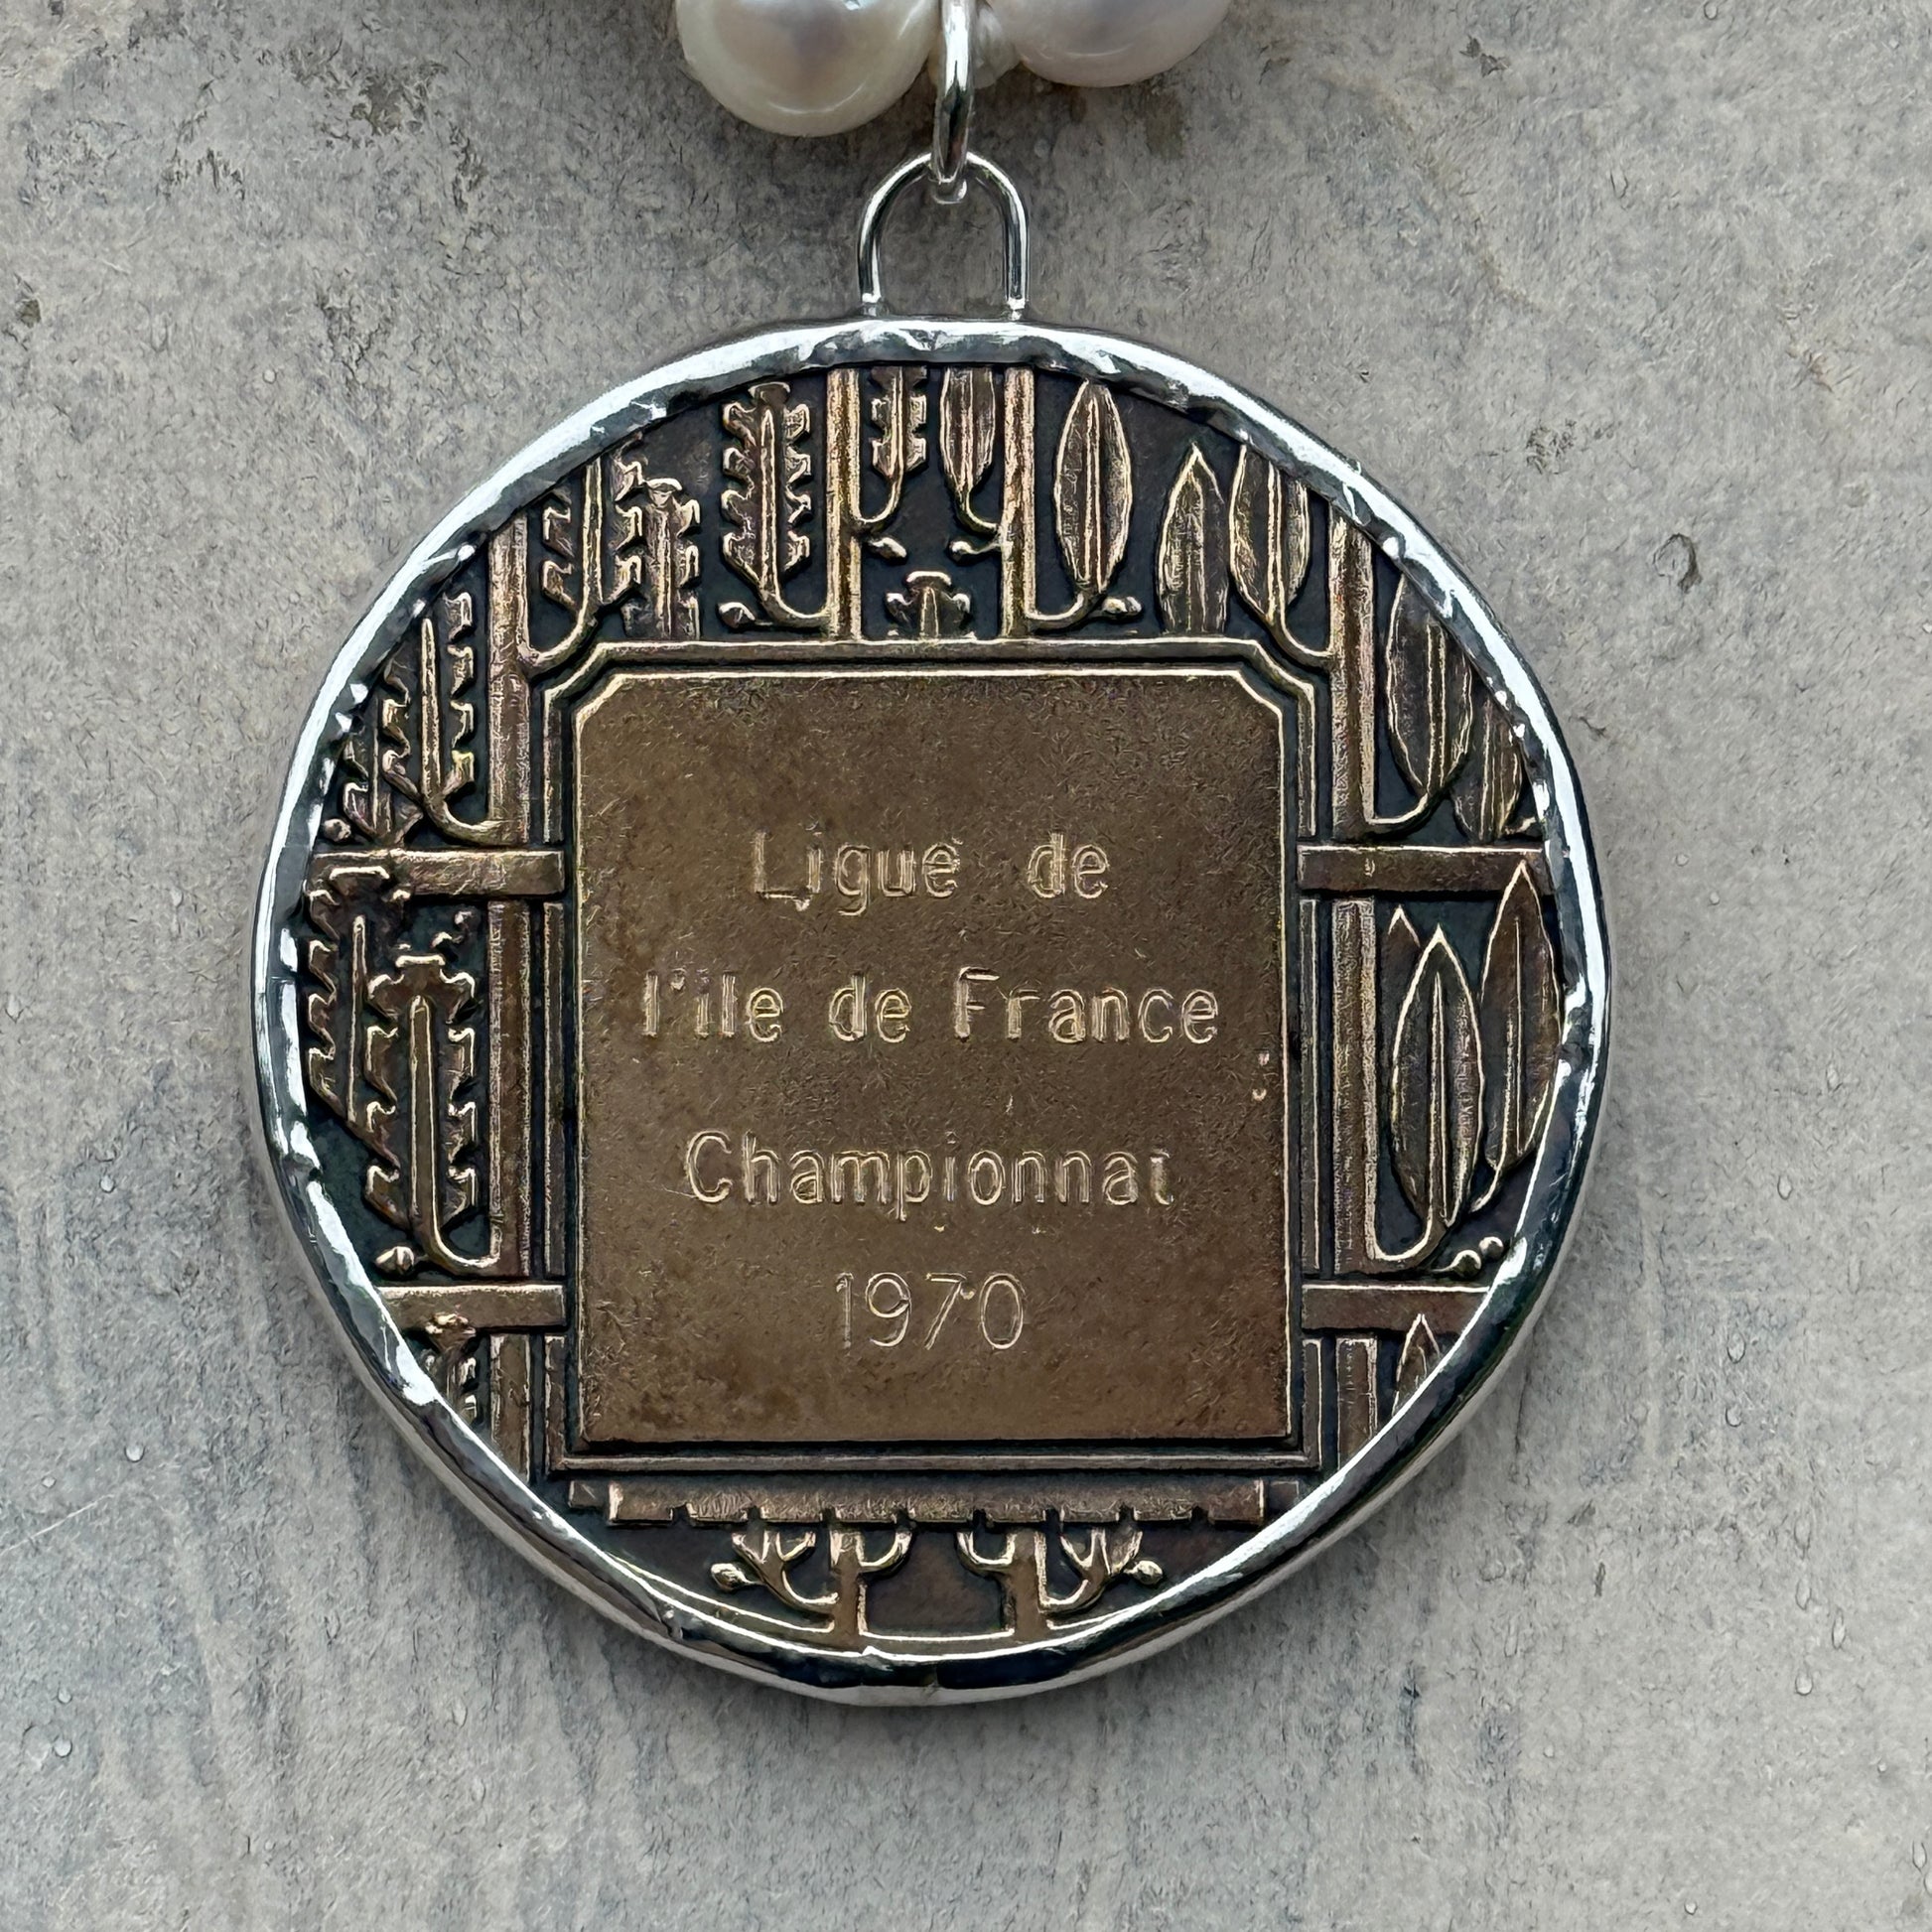 Ligue de
l'ile de France
Championnat
1970